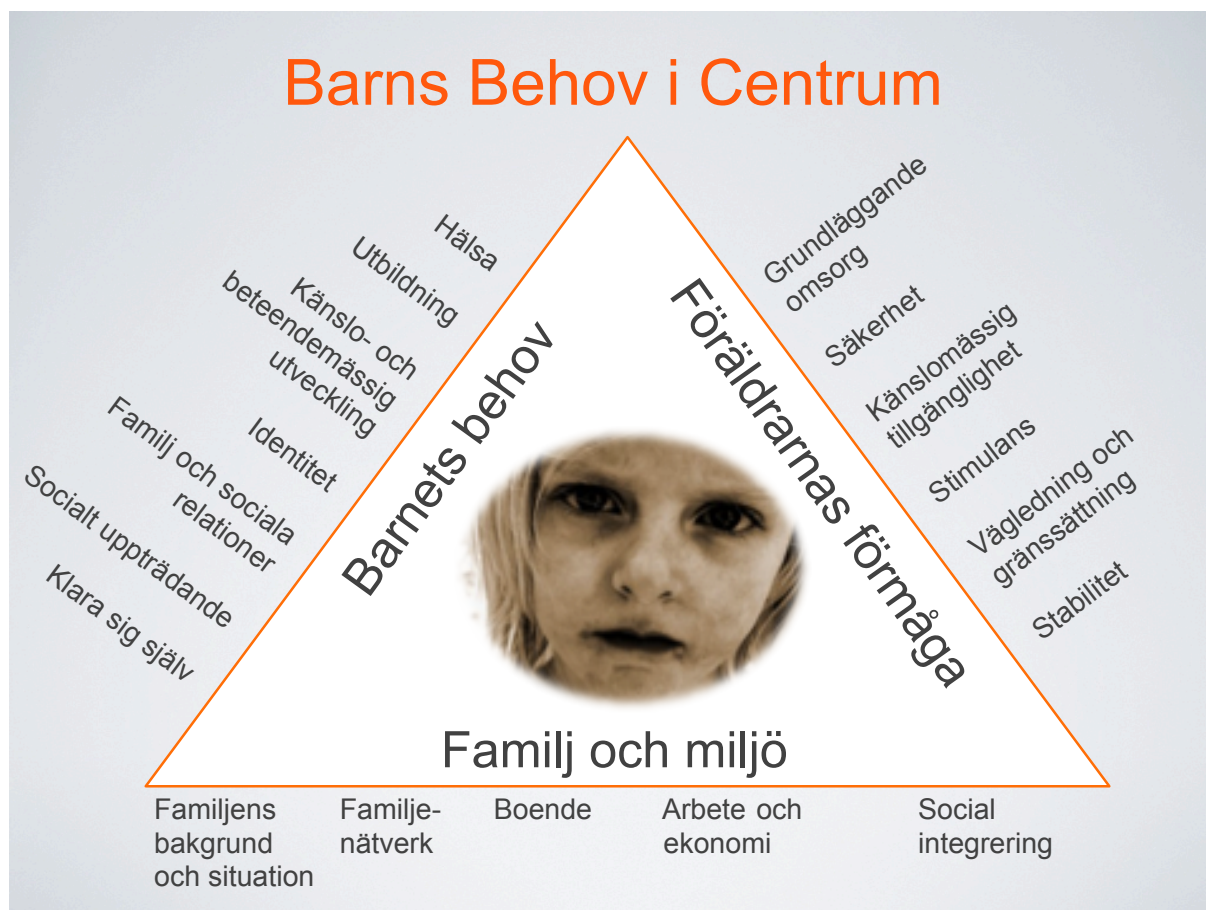 Barns Behov i Centrum
Hälsa
Utbildning
Känslo- och
beteendemässig
utveckling
Identitet
Familj och sociala
relationer
Socialt uppträdande
Klara sig själv
Barnets behov
Föräldrarnas förmåga
Grundläggande
omsorg
Säkerhet
Känslomässig
tillgänglighet
Stimulans
Vägledning och
gränssättning
Stabilitet
Familj och miljö
Familjens
bakgrund
och situation
Familje-
nätverk
Boende
Arbete och
ekonomi
Social
integrering